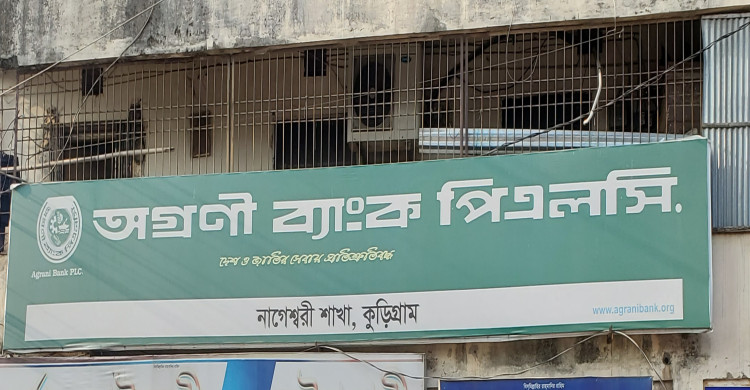 অগ্রণী ব্যাংক পিএলসি.
Agrani Bank PLC.
দেশ ও জাতির সেবায় প্রতিশ্রুতিবদ্ধ
নাগেশ্বরী শাখা, কুড়িগ্রাম
www.agranibank.org